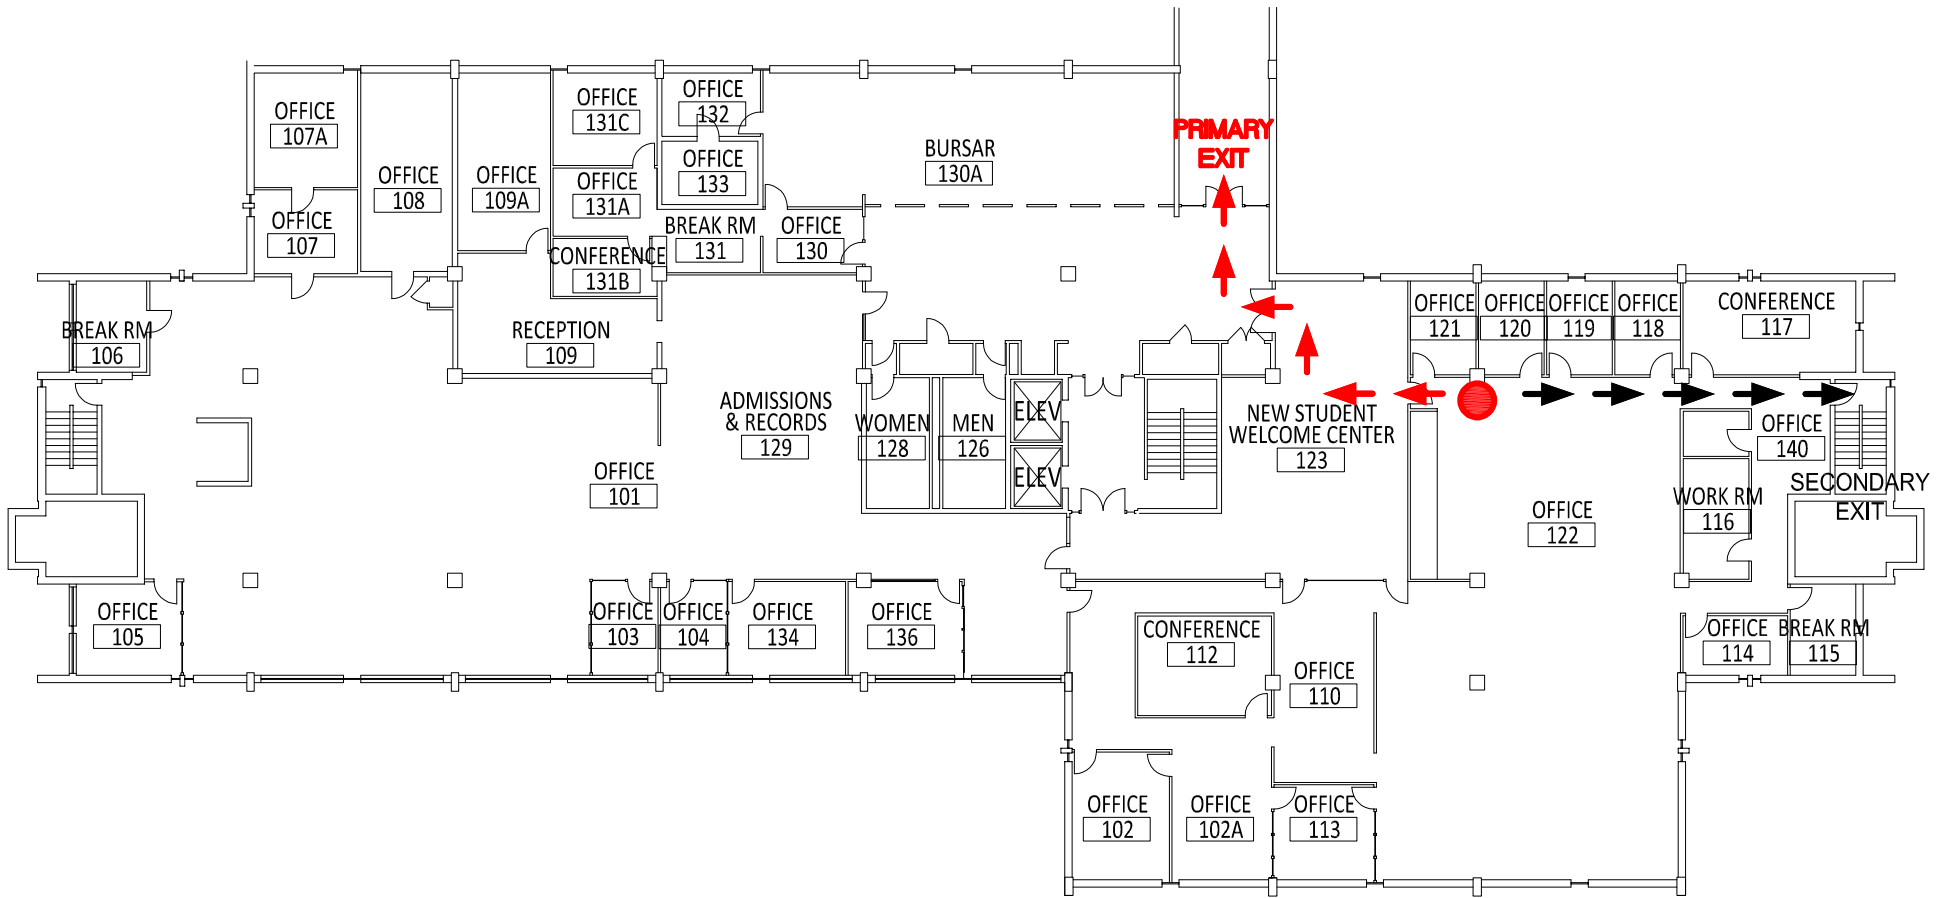 OFFICE
107A
OFFICE
107
OFFICE
108
OFFICE
109A
OFFICE
131C
OFFICE
131A
CONFERENCE
131B
OFFICE
132
OFFICE
133
BREAK RM
131
OFFICE
130
BURSAR
130A
PRIMARY
EXIT
BREAK RM
106
RECEPTION
109
ADMISSIONS
& RECORDS
129
OFFICE
101
WOMEN
128
MEN
126
ELEV
ELEV
NEW STUDENT
WELCOME CENTER
123
OFFICE
121
OFFICE
120
OFFICE
119
OFFICE
118
CONFERENCE
117
OFFICE
140
SECONDARY
EXIT
WORK RM
116
OFFICE
122
OFFICE
105
OFFICE
103
OFFICE
104
OFFICE
134
OFFICE
136
CONFERENCE
112
OFFICE
110
OFFICE
114
BREAK RM
115
OFFICE
102
OFFICE
102A
OFFICE
113